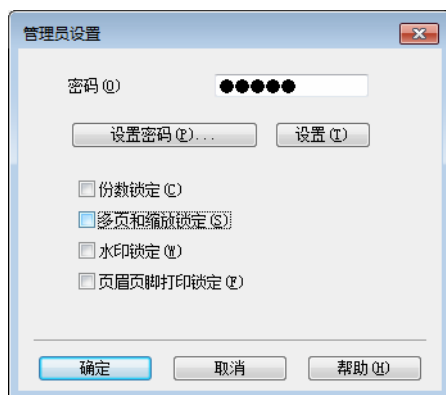 管理员设置
密码(O) ●●●●●
设置密码(P)... 设置(T)
份数锁定(C)
多页和缩放锁定(S)
水印锁定(W)
页眉页脚打印锁定(F)
确定 取消 帮助(H)